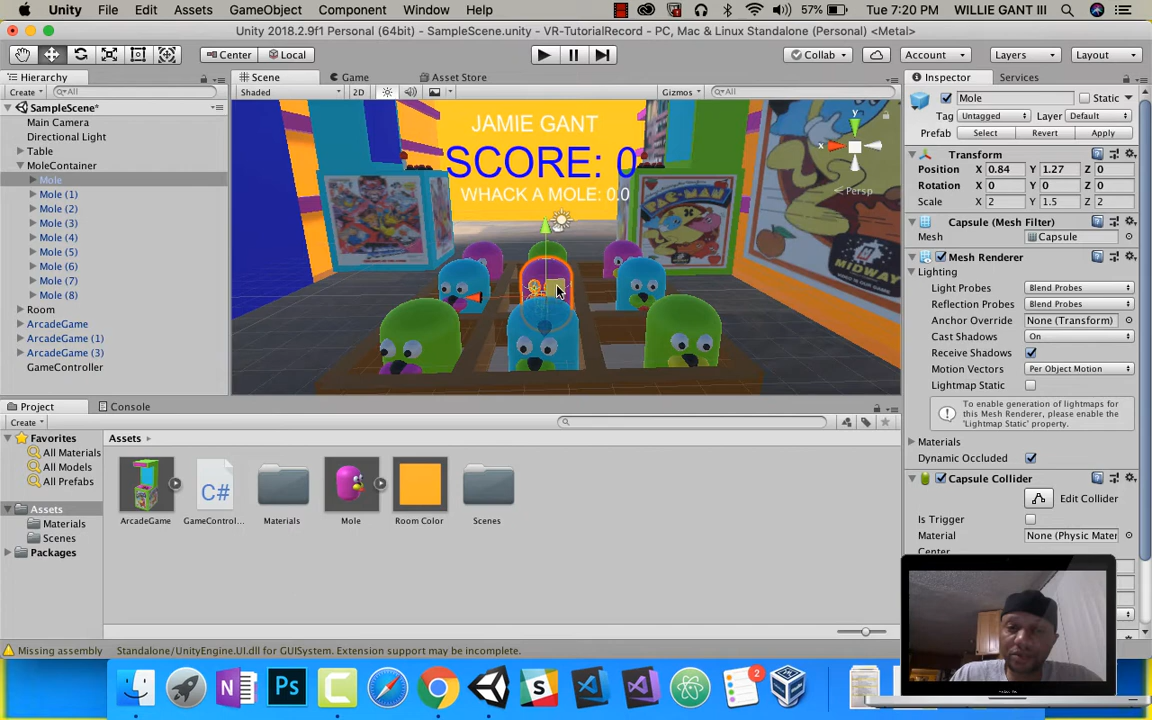 Unity File Edit Assets GameObject Component Window Help 57% Tue 7:20 PM WILLIE GANT III
Unity 2018.2.9f1 Personal (64bit) - SampleScene.unity - VR-TutorialRecord - PC, Mac & Linux Standalone (Personal) <Metal>
Center Local Collab Account Layers Layout
Hierarchy
Create All
SampleScene*
Main Camera
Directional Light
Table
MoleContainer
Mole
Mole (1)
Mole (2)
Mole (3)
Mole (4)
Mole (5)
Mole (6)
Mole (7)
Mole (8)
Room
ArcadeGame
ArcadeGame (1)
ArcadeGame (3)
GameController
Scene Game Asset Store
Shaded 2D Gizmos All
JAMIE GANT
SCORE: 0
WHACK A MOLE: 0.0
PAC-MAN
MIDWAY
y
x
Persp
Inspector Services
Mole Static
Tag Untagged Layer Default
Prefab Select Revert Apply
Transform
Position X 0.84 Y 1.27 Z 0
Rotation X 0 Y 0 Z 0
Scale X 2 Y 1.5 Z 2
Capsule (Mesh Filter)
Mesh Capsule
Mesh Renderer
Lighting
Light Probes Blend Probes
Reflection Probes Blend Probes
Anchor Override None (Transform)
Cast Shadows On
Receive Shadows
Motion Vectors Per Object Motion
Lightmap Static
To enable generation of lightmaps for
this Mesh Renderer, please enable the
'Lightmap Static' property.
Materials
Dynamic Occluded
Capsule Collider
Edit Collider
Is Trigger
Material None (Physic Mater
Center
Project Console
Create
Favorites
All Materials
All Models
All Prefabs
Assets
Materials
Scenes
Packages
Assets
C#
ArcadeGame GameControl... Materials Mole Room Color Scenes
Missing assembly Standalone/UnityEngine.UI.dll for GUISystem. Extension support may be incomplete.
N Ps C S 2